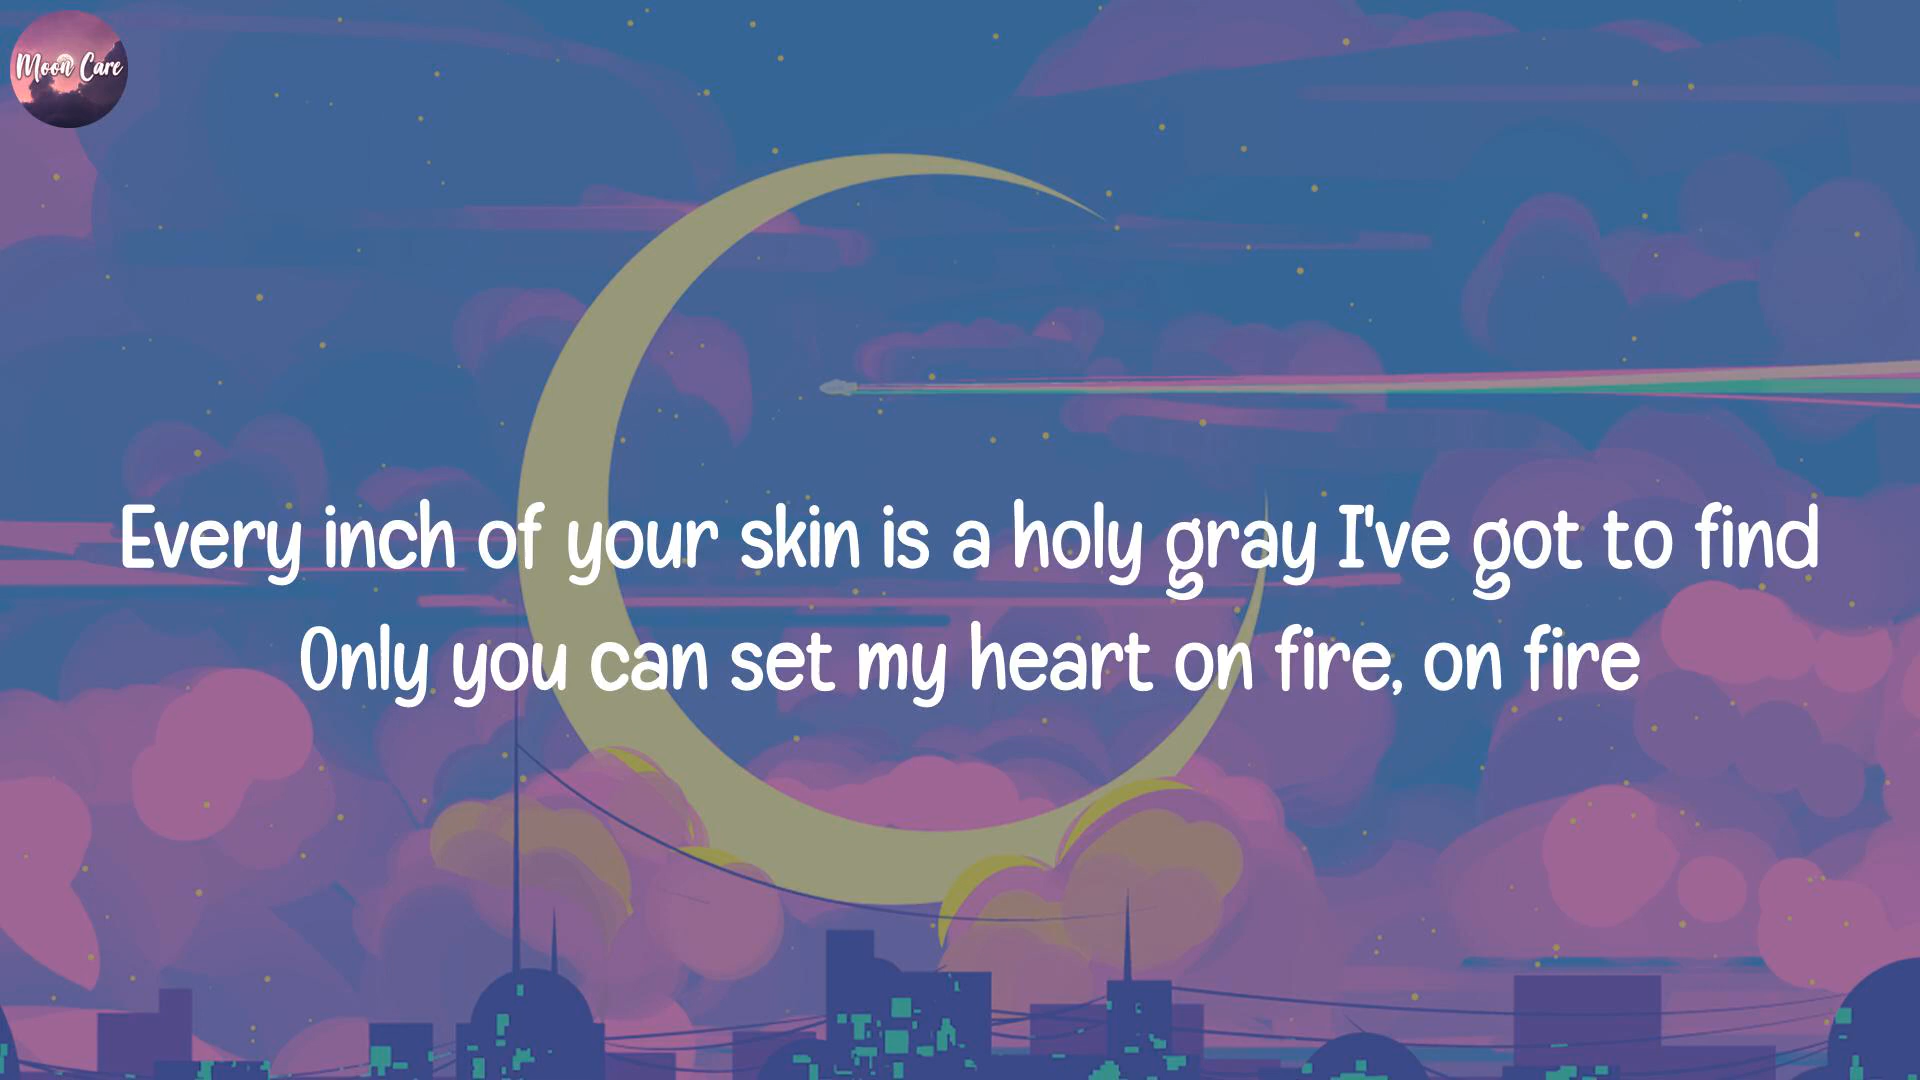 Moon Care
Every inch of your skin is a holy gray I've got to find
Only you can set my heart on fire, on fire